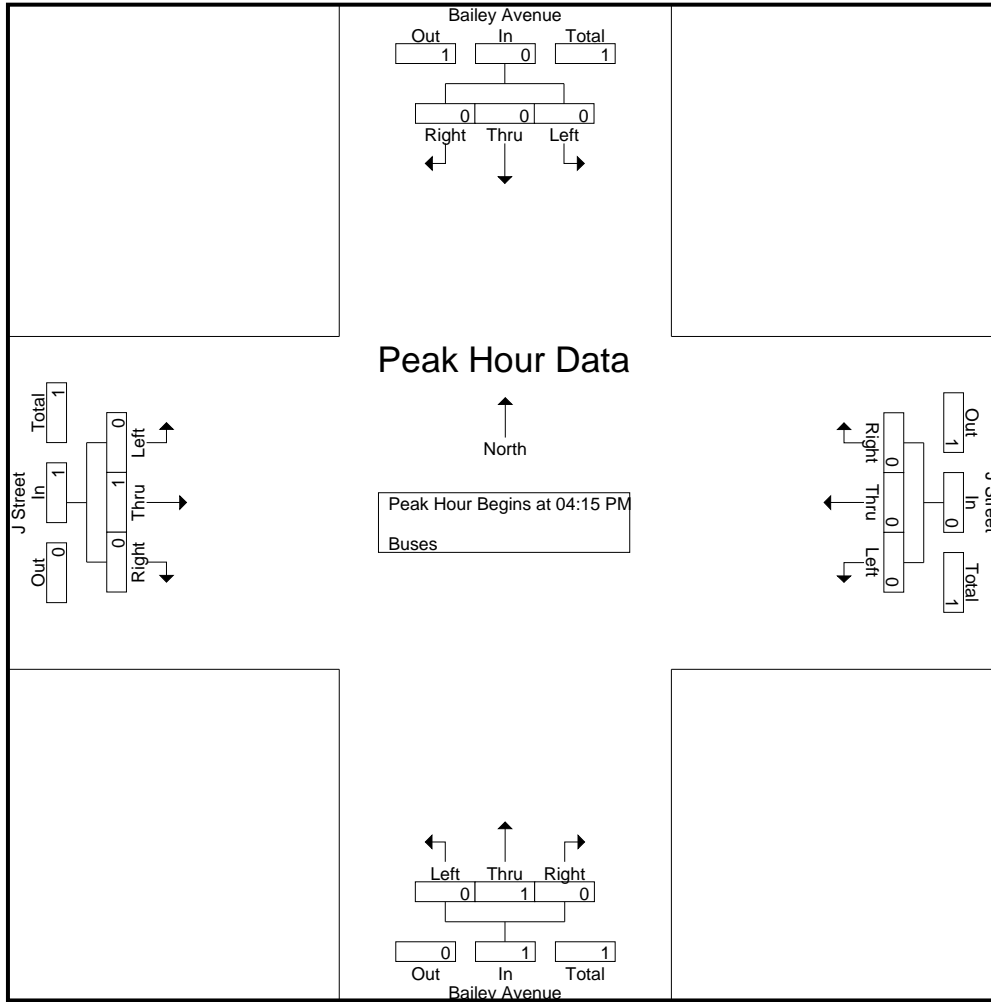 Bailey Avenue
Out In Total
1 0 1
0 0 0
Right Thru Left
Peak Hour Data
North
Peak Hour Begins at 04:15 PM
Buses
J Street
Total In Out
1 1 0
0 1 0
Left Thru Right
Right Thru Left
0 0 0
Out In Total
1 0 1
J Street
Left Thru Right
0 1 0
0 1 1
Out In Total
Bailey Avenue